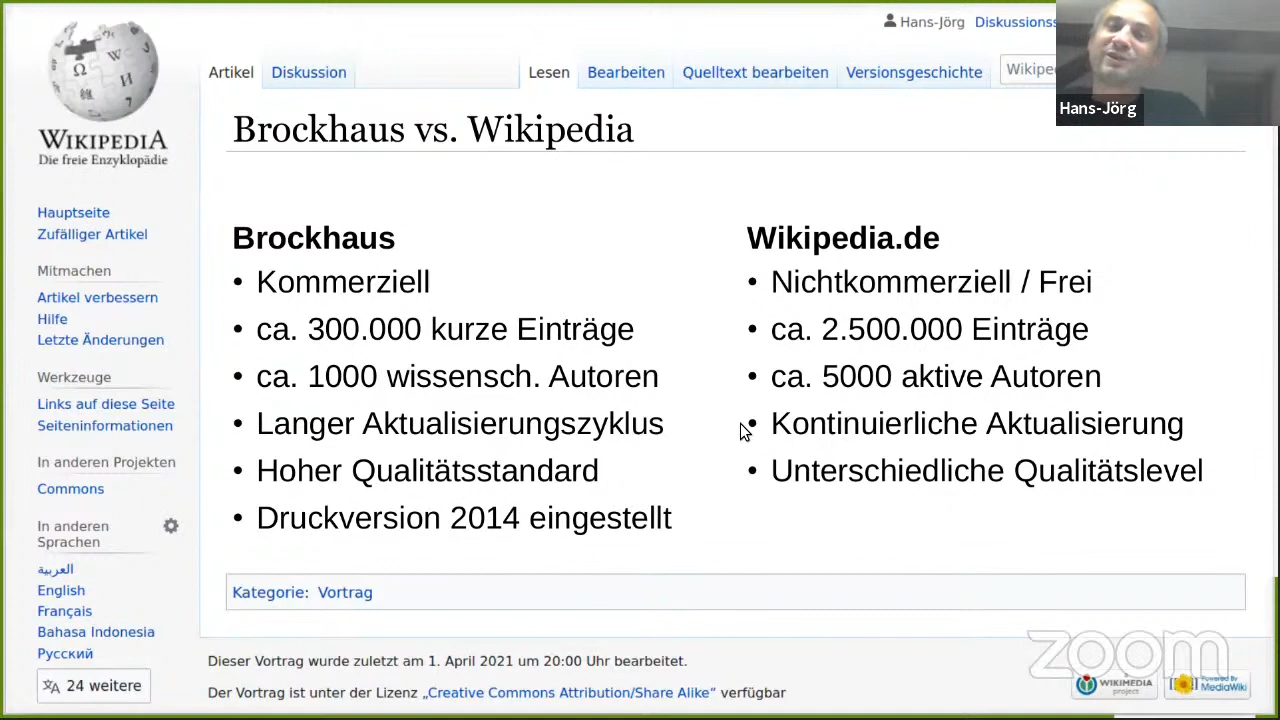 Hans-Jörg
Artikel
Diskussion
Lesen
Bearbeiten
Quelltext bearbeiten
Versionsgeschichte
Hans-Jörg
WIKIPEDIA
Die freie Enzyklopädie
Brockhaus vs. Wikipedia
Hauptseite
Zufälliger Artikel
Mitmachen
Artikel verbessern
Hilfe
Letzte Änderungen
Werkzeuge
Links auf diese Seite
Seiteninformationen
In anderen Projekten
Commons
In anderen
Sprachen
العربية
English
Français
Bahasa Indonesia
Русский
24 weitere
Brockhaus
• Kommerziell
• ca. 300.000 kurze Einträge
• ca. 1000 wissensch. Autoren
• Langer Aktualisierungszyklus
• Hoher Qualitätsstandard
• Druckversion 2014 eingestellt
Wikipedia.de
• Nichtkommerziell / Frei
• ca. 2.500.000 Einträge
• ca. 5000 aktive Autoren
• Kontinuierliche Aktualisierung
• Unterschiedliche Qualitätslevel
Kategorie: Vortrag
Dieser Vortrag wurde zuletzt am 1. April 2021 um 20:00 Uhr bearbeitet.
Der Vortrag ist unter der Lizenz „Creative Commons Attribution/Share Alike“ verfügbar
zoom
WIKIMEDIA
project
Powered By
MediaWiki